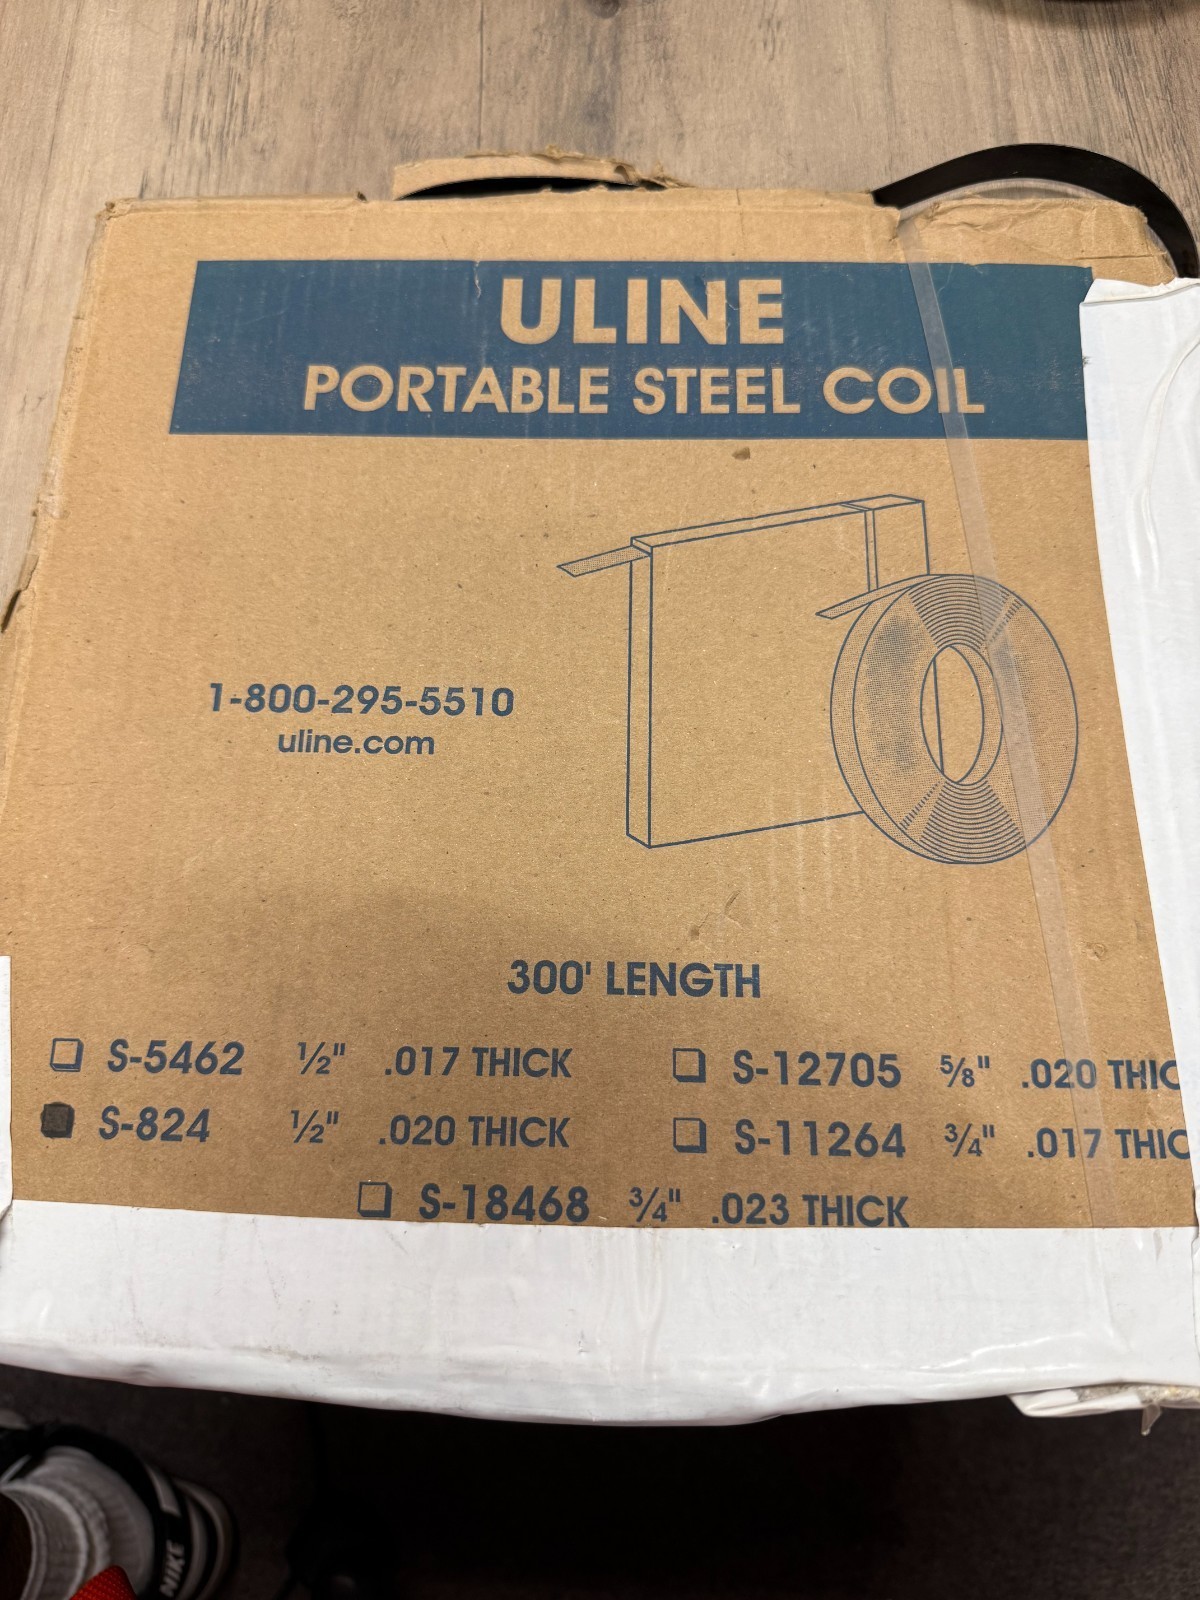 ULINE
PORTABLE STEEL COIL
1-800-295-5510
uline.com
300' LENGTH
S-5462 ½" .017 THICK
S-12705 ⅝" .020 THIC
S-824 ½" .020 THICK
S-11264 ¾" .017 THIC
S-18468 ¾" .023 THICK
NIKE